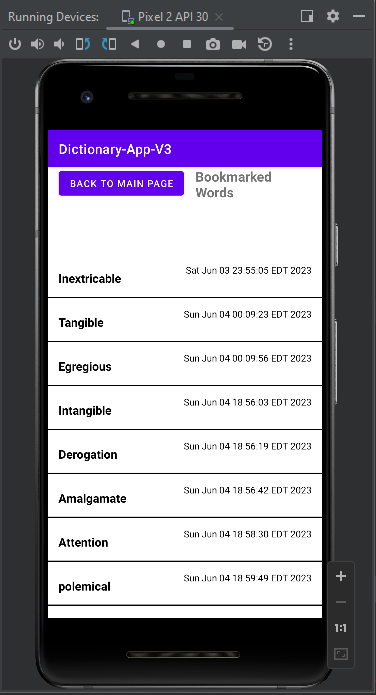 Running Devices: Pixel 2 API 30
Dictionary-App-V3
BACK TO MAIN PAGE Bookmarked
Words
Inextricable Sat Jun 03 23:55:05 EDT 2023
Tangible Sun Jun 04 00:09:23 EDT 2023
Egregious Sun Jun 04 00:09:56 EDT 2023
Intangible Sun Jun 04 18:56:03 EDT 2023
Derogation Sun Jun 04 18:56:19 EDT 2023
Amalgamate Sun Jun 04 18:56:42 EDT 2023
Attention Sun Jun 04 18:58:30 EDT 2023
polemical Sun Jun 04 18:59:49 EDT 2023
1:1